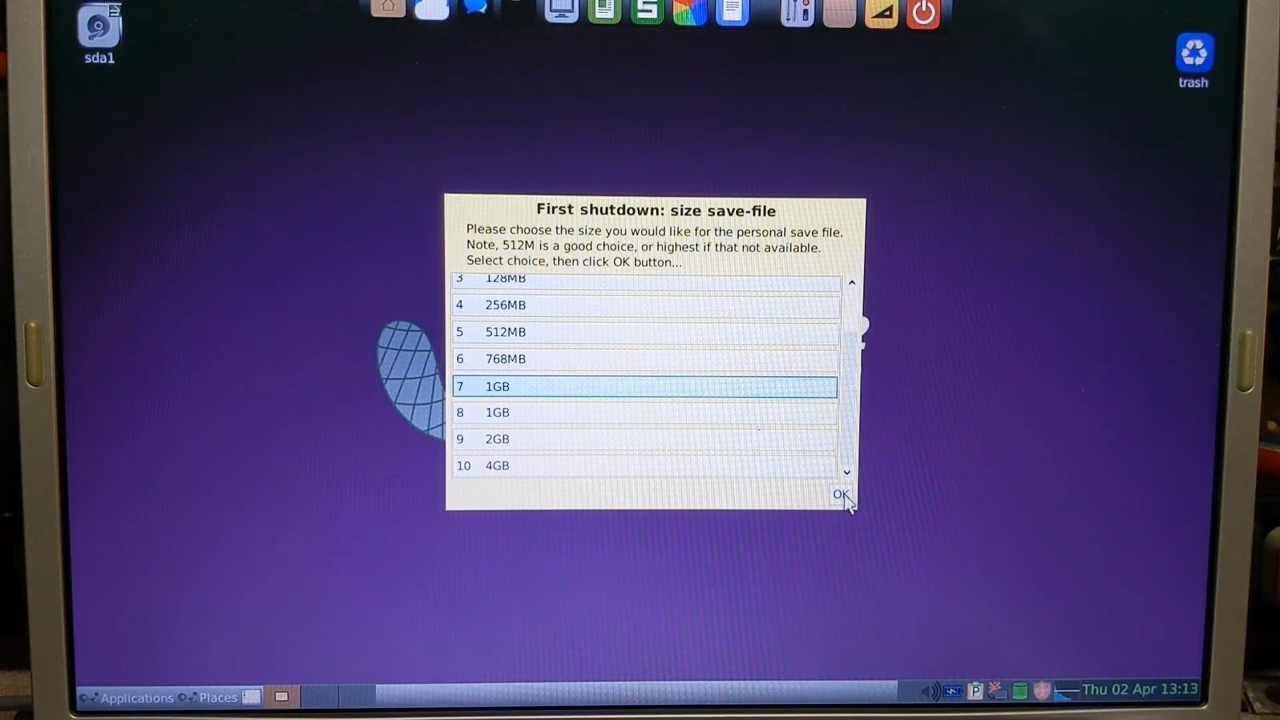 sda1
trash
First shutdown: size save-file
Please choose the size you would like for the personal save file.
Note, 512M is a good choice, or highest if that not available.
Select choice, then click OK button...
3 128MB
4 256MB
5 512MB
6 768MB
7 1GB
8 1GB
9 2GB
10 4GB
OK
Applications Places P Thu 02 Apr 13:13